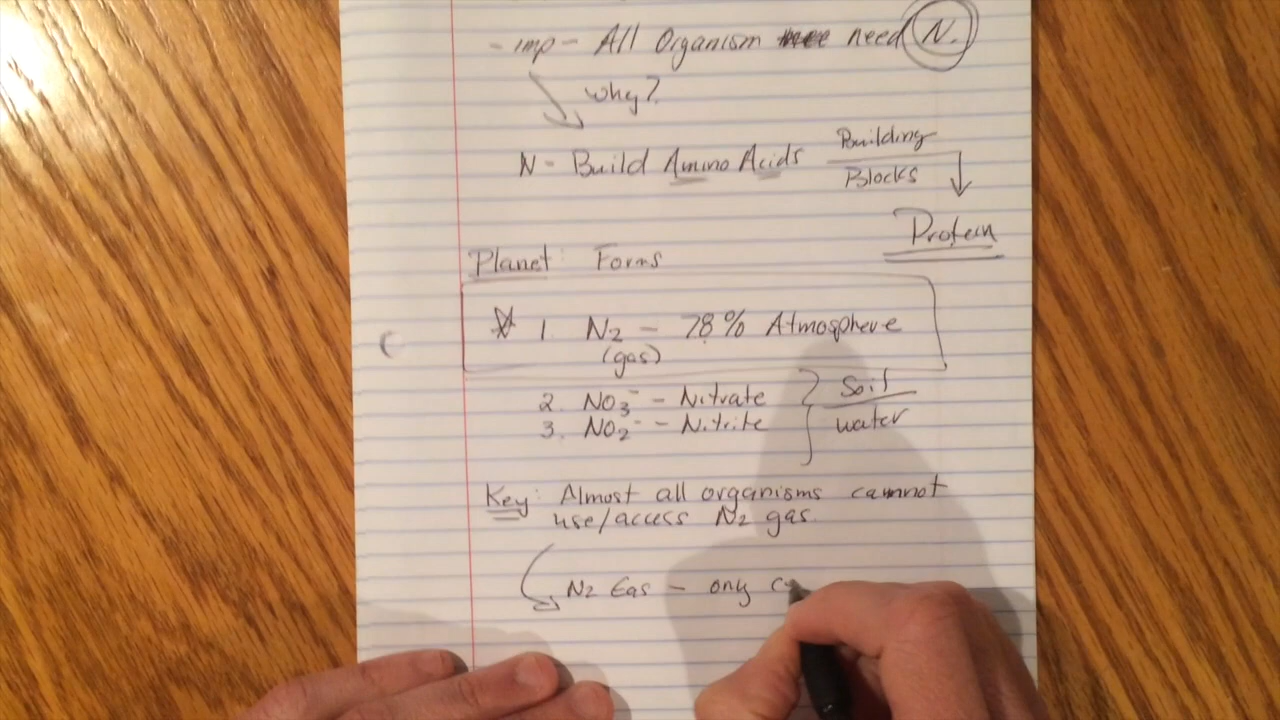 - imp - All Organism need N.
why?
N - Build Amino Acids Building Blocks
Protein
Planet: Forms
☆ 1. N2 - 78% Atmosphere
(gas)
2. NO3⁻ - Nitrate Soil
3. NO2⁻ - Nitrite water
Key: Almost all organisms cannot
use/access N2 gas.
N2 Gas - ony c